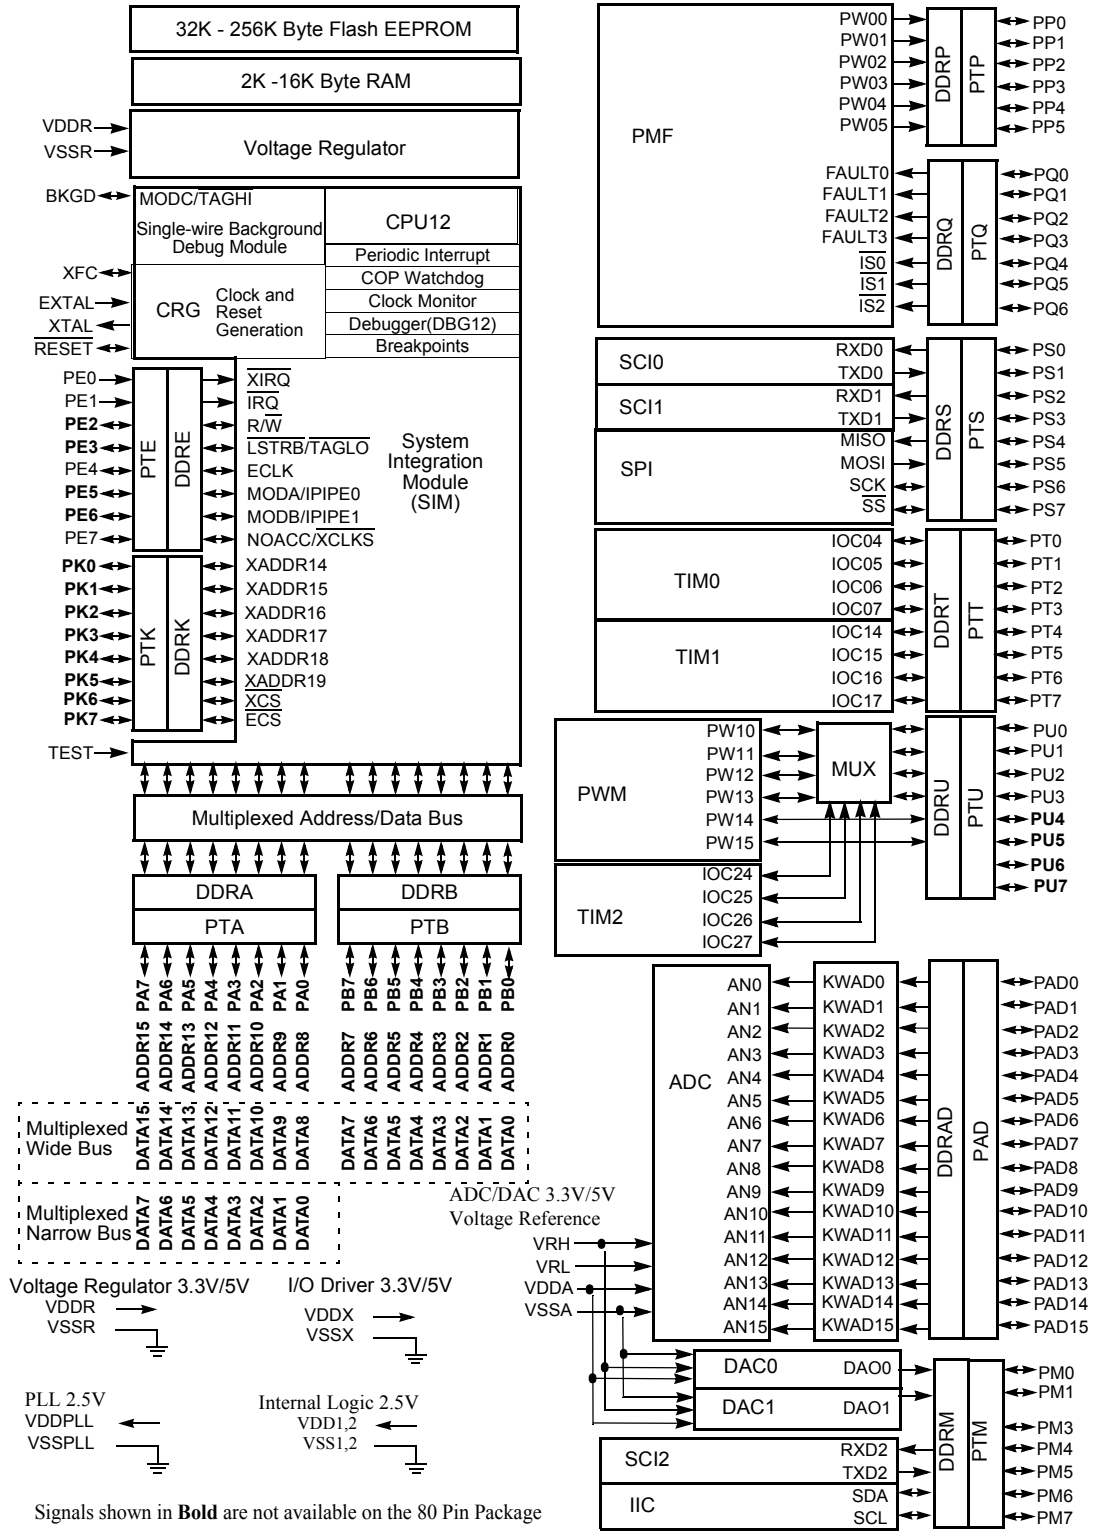 32K - 256K Byte Flash EEPROM
2K -16K Byte RAM
VDDR
VSSR
Voltage Regulator
BKGD
MODC/TAGHI
Single-wire Background
Debug Module
CPU12
Periodic Interrupt
COP Watchdog
Clock Monitor
Debugger(DBG12)
Breakpoints
XFC
EXTAL
XTAL
RESET
CRG
Clock and
Reset
Generation
PE0
PE1
PE2
PE3
PE4
PE5
PE6
PE7
PTE
DDRE
XIRQ
IRQ
R/W
LSTRB/TAGLO
ECLK
MODA/IPIPE0
MODB/IPIPE1
NOACC/XCLKS
System
Integration
Module
(SIM)
PK0
PK1
PK2
PK3
PK4
PK5
PK6
PK7
PTK
DDRK
XADDR14
XADDR15
XADDR16
XADDR17
XADDR18
XADDR19
XCS
ECS
TEST
Multiplexed Address/Data Bus
DDRA
PTA
DDRB
PTB
PA7
PA6
PA5
PA4
PA3
PA2
PA1
PA0
PB7
PB6
PB5
PB4
PB3
PB2
PB1
PB0
ADDR15
ADDR14
ADDR13
ADDR12
ADDR11
ADDR10
ADDR9
ADDR8
ADDR7
ADDR6
ADDR5
ADDR4
ADDR3
ADDR2
ADDR1
ADDR0
Multiplexed
Wide Bus
DATA15
DATA14
DATA13
DATA12
DATA11
DATA10
DATA9
DATA8
DATA7
DATA6
DATA5
DATA4
DATA3
DATA2
DATA1
DATA0
Multiplexed
Narrow Bus
DATA7
DATA6
DATA5
DATA4
DATA3
DATA2
DATA1
DATA0
Voltage Regulator 3.3V/5V
VDDR
VSSR
I/O Driver 3.3V/5V
VDDX
VSSX
PLL 2.5V
VDDPLL
VSSPLL
Internal Logic 2.5V
VDD1,2
VSS1,2
Signals shown in Bold are not available on the 80 Pin Package
PMF
PW00
PW01
PW02
PW03
PW04
PW05
DDRP
PTP
PP0
PP1
PP2
PP3
PP4
PP5
FAULT0
FAULT1
FAULT2
FAULT3
IS0
IS1
IS2
DDRQ
PTQ
PQ0
PQ1
PQ2
PQ3
PQ4
PQ5
PQ6
SCI0
RXD0
TXD0
SCI1
RXD1
TXD1
SPI
MISO
MOSI
SCK
SS
DDRS
PTS
PS0
PS1
PS2
PS3
PS4
PS5
PS6
PS7
TIM0
IOC04
IOC05
IOC06
IOC07
TIM1
IOC14
IOC15
IOC16
IOC17
DDRT
PTT
PT0
PT1
PT2
PT3
PT4
PT5
PT6
PT7
PWM
PW10
PW11
PW12
PW13
PW14
PW15
MUX
DDRU
PTU
PU0
PU1
PU2
PU3
PU4
PU5
PU6
PU7
TIM2
IOC24
IOC25
IOC26
IOC27
ADC
AN0
AN1
AN2
AN3
AN4
AN5
AN6
AN7
AN8
AN9
AN10
AN11
AN12
AN13
AN14
AN15
KWAD0
KWAD1
KWAD2
KWAD3
KWAD4
KWAD5
KWAD6
KWAD7
KWAD8
KWAD9
KWAD10
KWAD11
KWAD12
KWAD13
KWAD14
KWAD15
DDRAD
PAD
PAD0
PAD1
PAD2
PAD3
PAD4
PAD5
PAD6
PAD7
PAD8
PAD9
PAD10
PAD11
PAD12
PAD13
PAD14
PAD15
ADC/DAC 3.3V/5V
Voltage Reference
VRH
VRL
VDDA
VSSA
DAC0
DAO0
DAC1
DAO1
SCI2
RXD2
TXD2
IIC
SDA
SCL
DDRM
PTM
PM0
PM1
PM3
PM4
PM5
PM6
PM7